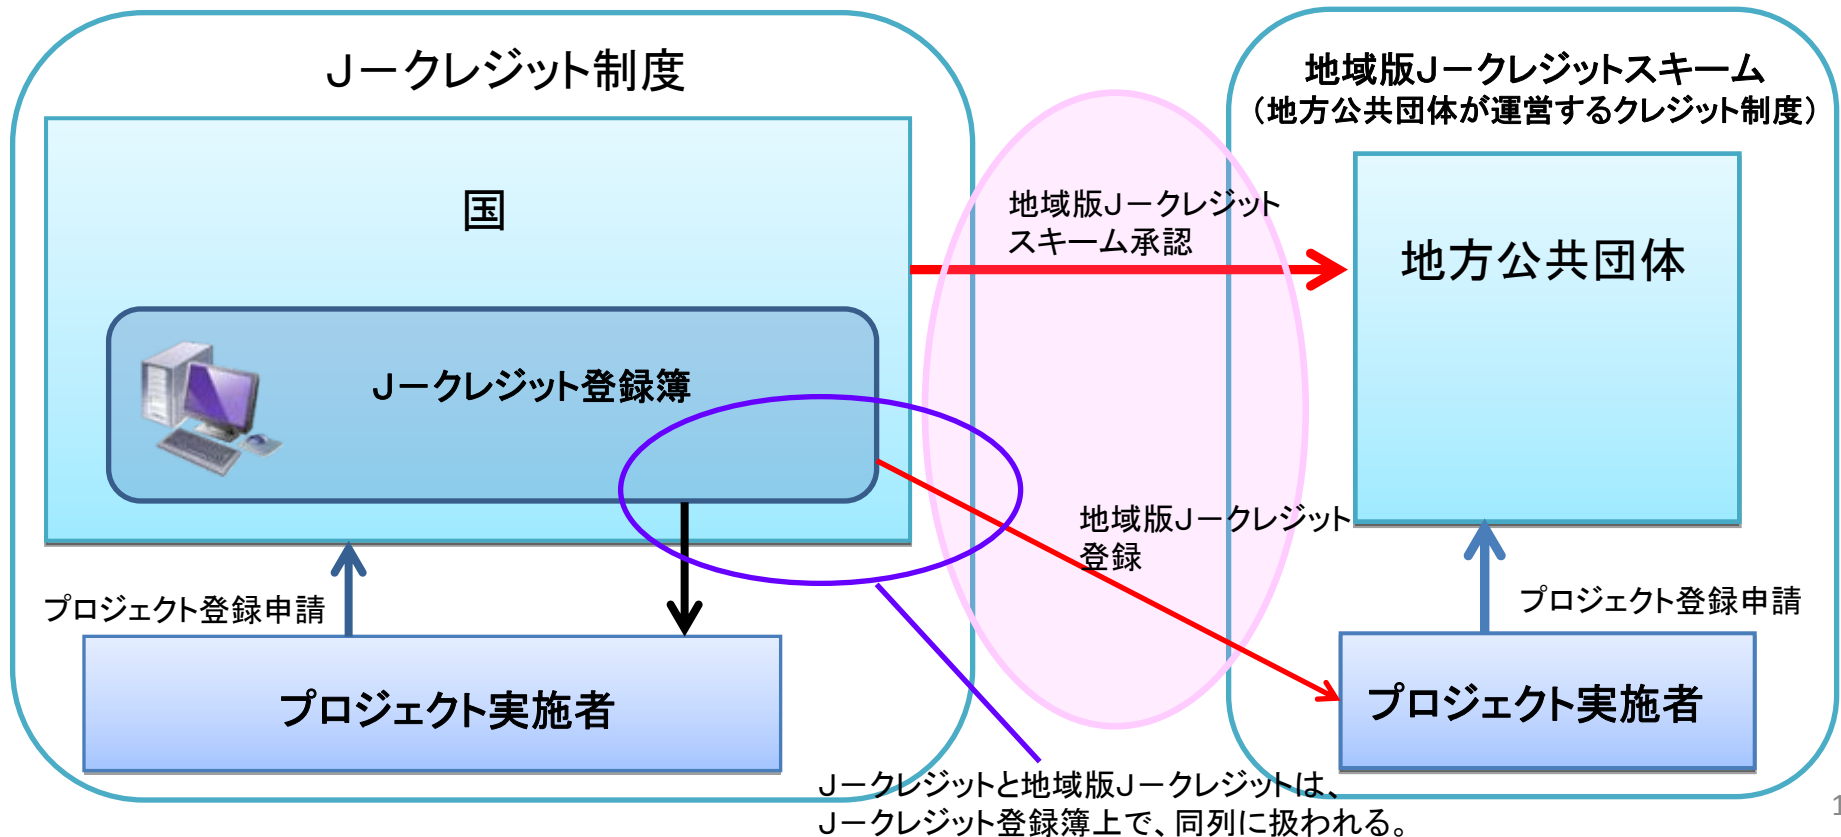 Ｊークレジット制度
国
Ｊークレジット登録簿
プロジェクト登録申請
プロジェクト実施者
地域版Ｊークレジット
スキーム承認
地域版Ｊークレジット
登録
Ｊークレジットと地域版Ｊークレジットは、
Ｊークレジット登録簿上で、同列に扱われる。
地域版Ｊークレジットスキーム
（地方公共団体が運営するクレジット制度）
地方公共団体
プロジェクト登録申請
プロジェクト実施者
1